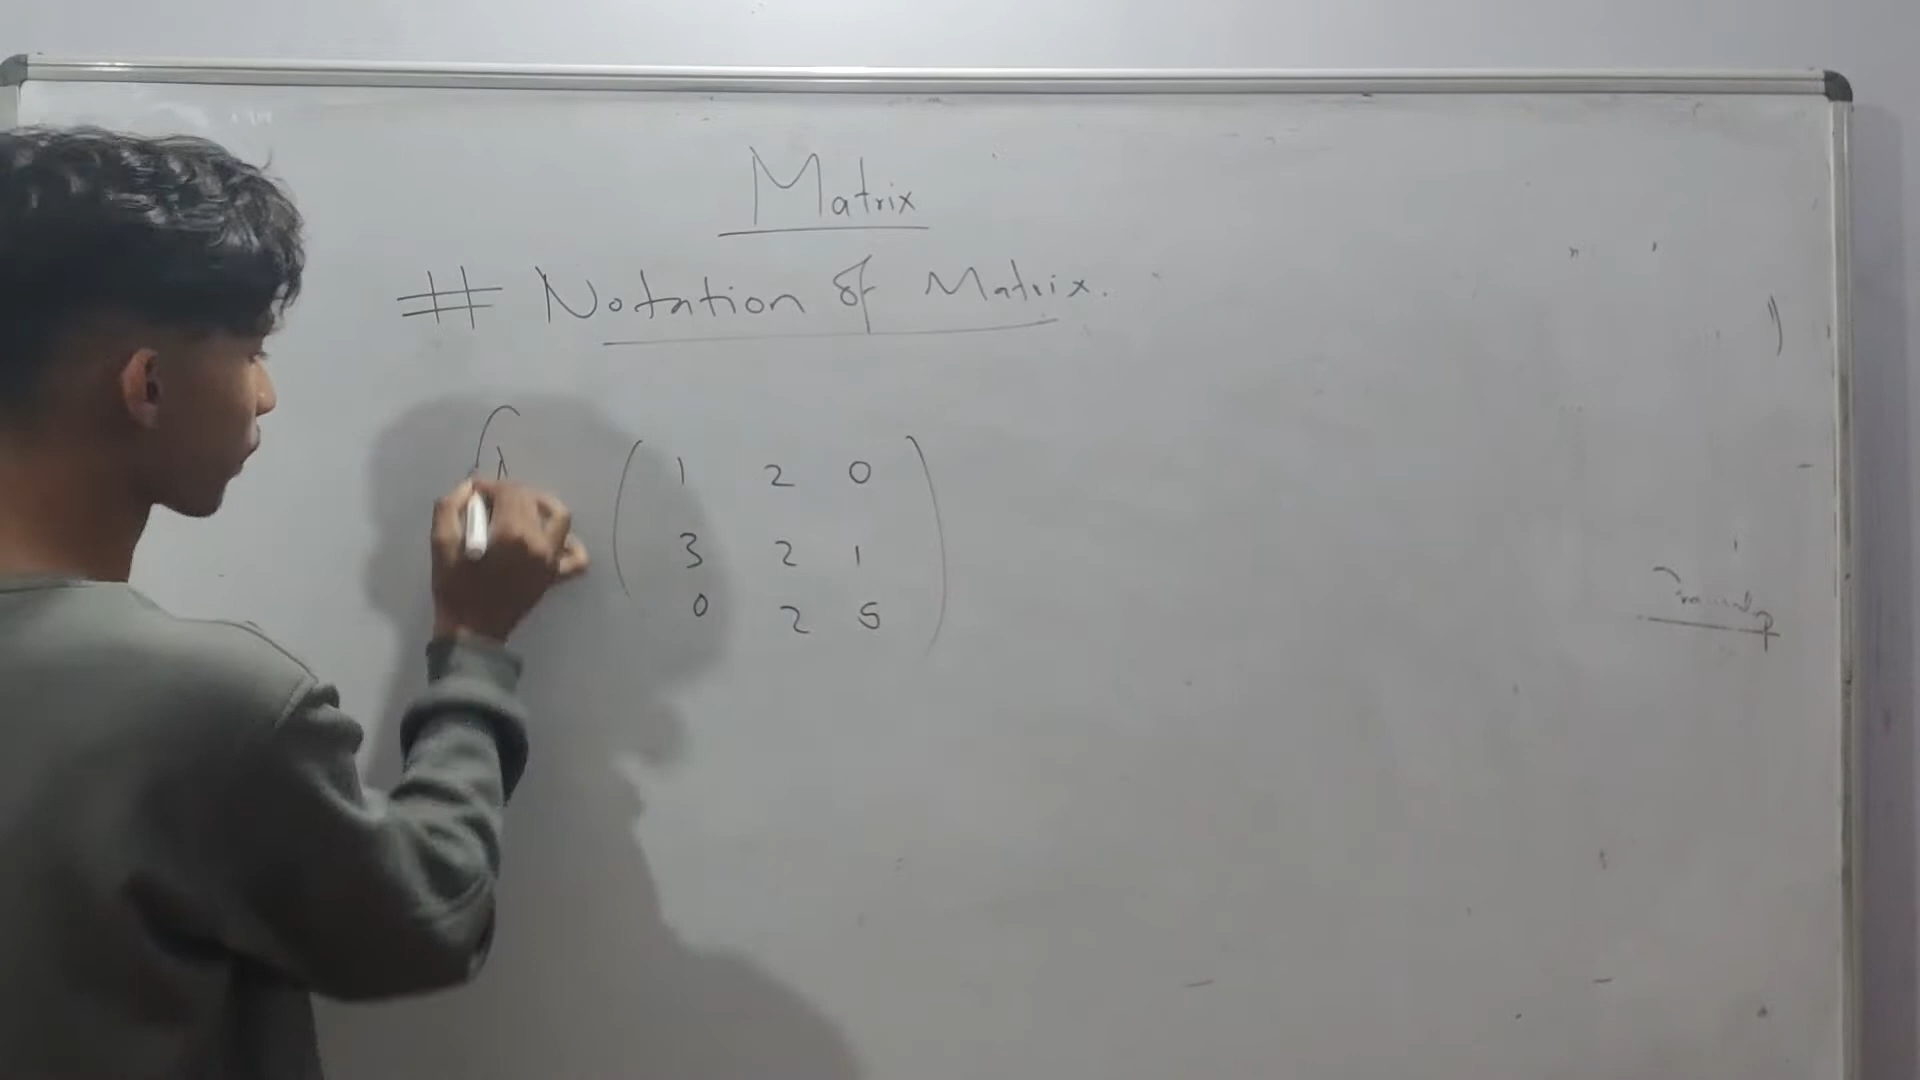 Matrix
# Notation of Matrix.
( 1 2 0
3 2 1
0 2 5 )